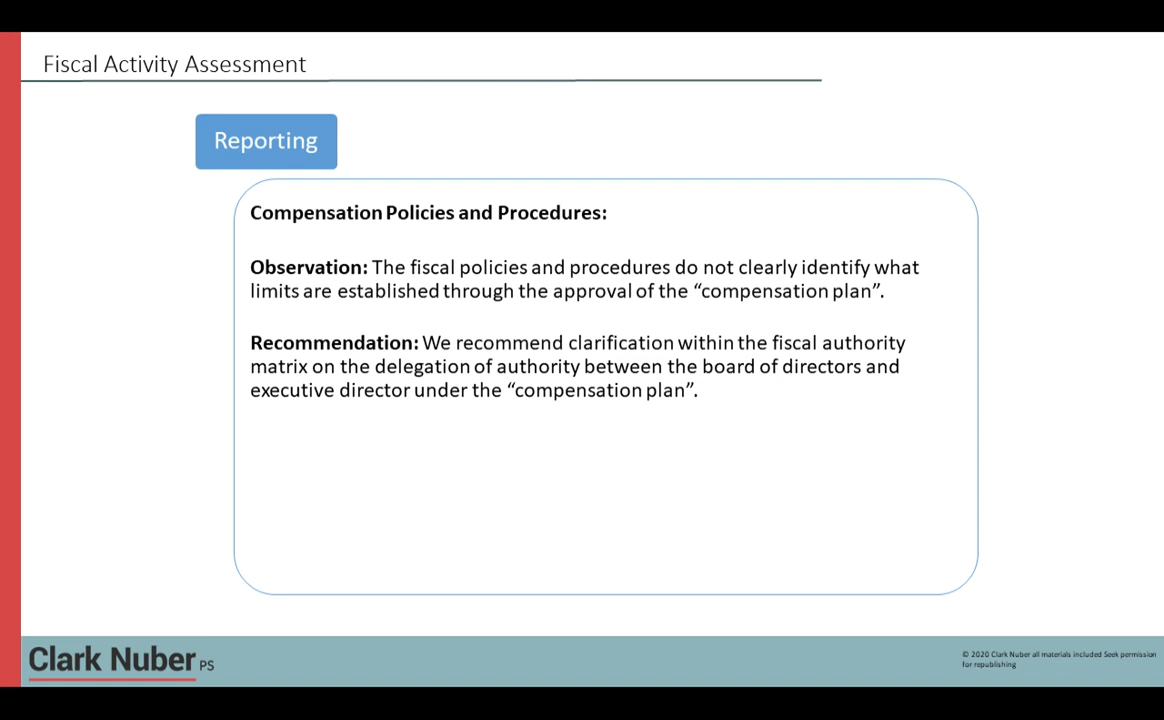 Fiscal Activity Assessment
Reporting
Compensation Policies and Procedures:
Observation: The fiscal policies and procedures do not clearly identify what
limits are established through the approval of the “compensation plan”.
Recommendation: We recommend clarification within the fiscal authority
matrix on the delegation of authority between the board of directors and
executive director under the “compensation plan”.
Clark Nuber PS
© 2020 Clark Nuber all materials included Seek permission
for republishing